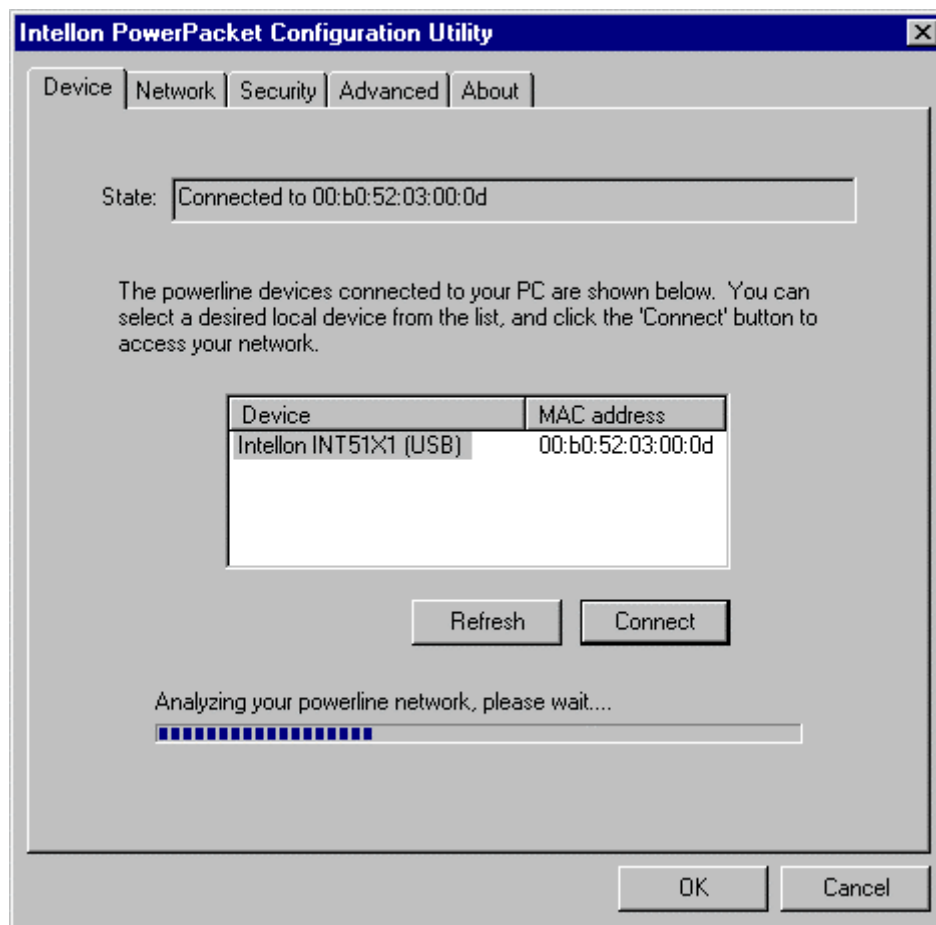 Intellon PowerPacket Configuration Utility
Device Network Security Advanced About
State: Connected to 00:b0:52:03:00:0d
The powerline devices connected to your PC are shown below. You can
select a desired local device from the list, and click the 'Connect' button to
access your network.
Device MAC address
Intellon INT51X1 (USB) 00:b0:52:03:00:0d
Refresh Connect
Analyzing your powerline network, please wait....
OK Cancel